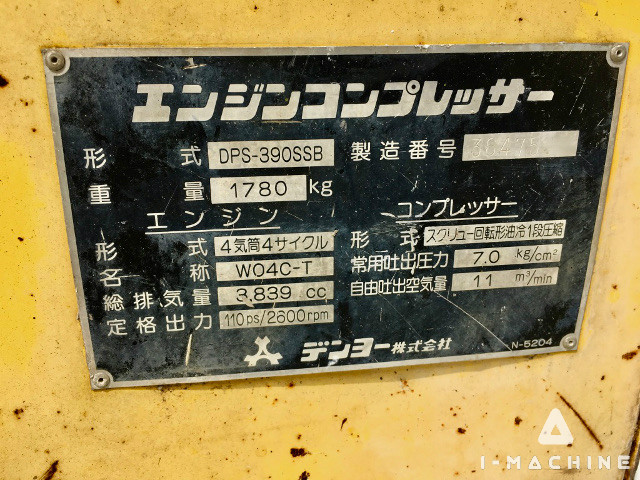 エンジンコンプレッサー
形式 DPS-390SSB 製造番号
重量 1780 kg
エンジン
形式 4気筒4サイクル
名称 W04C-T
総排気量 3,839 cc
定格出力 110ps/2600rpm
コンプレッサー
形式 スクリュー回転形油冷1段圧縮
常用吐出圧力 7.0 kg/cm²
自由吐出空気量 11 m³/min
デンヨー株式会社 N-5204
I-MACHINE